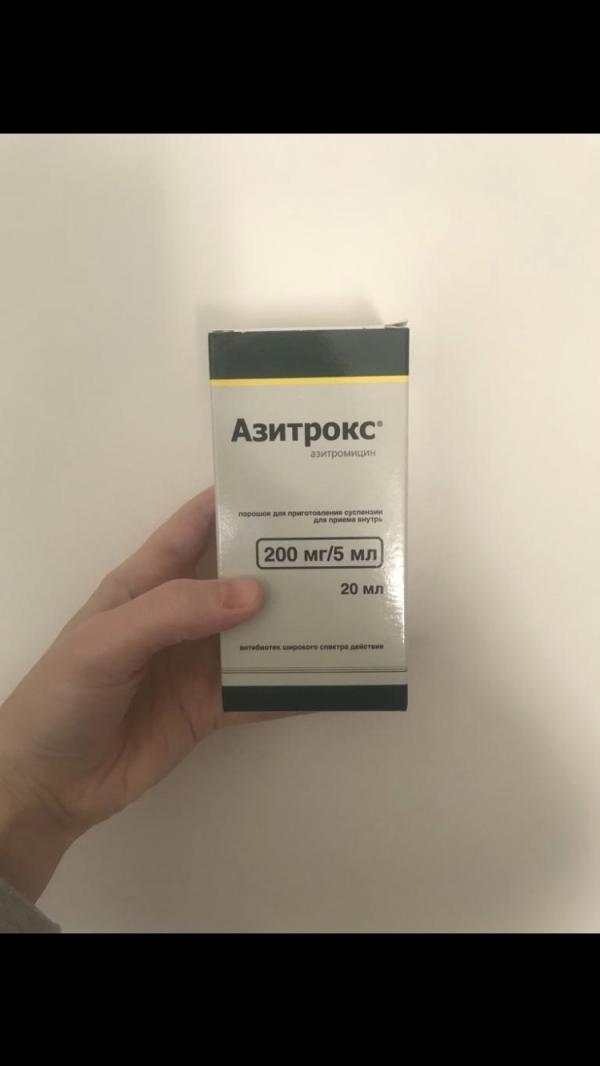 Азитрокс®
азитромицин
порошок для приготовления суспензии
для приема внутрь
200 мг/5 мл
20 мл
антибиотик широкого спектра действия